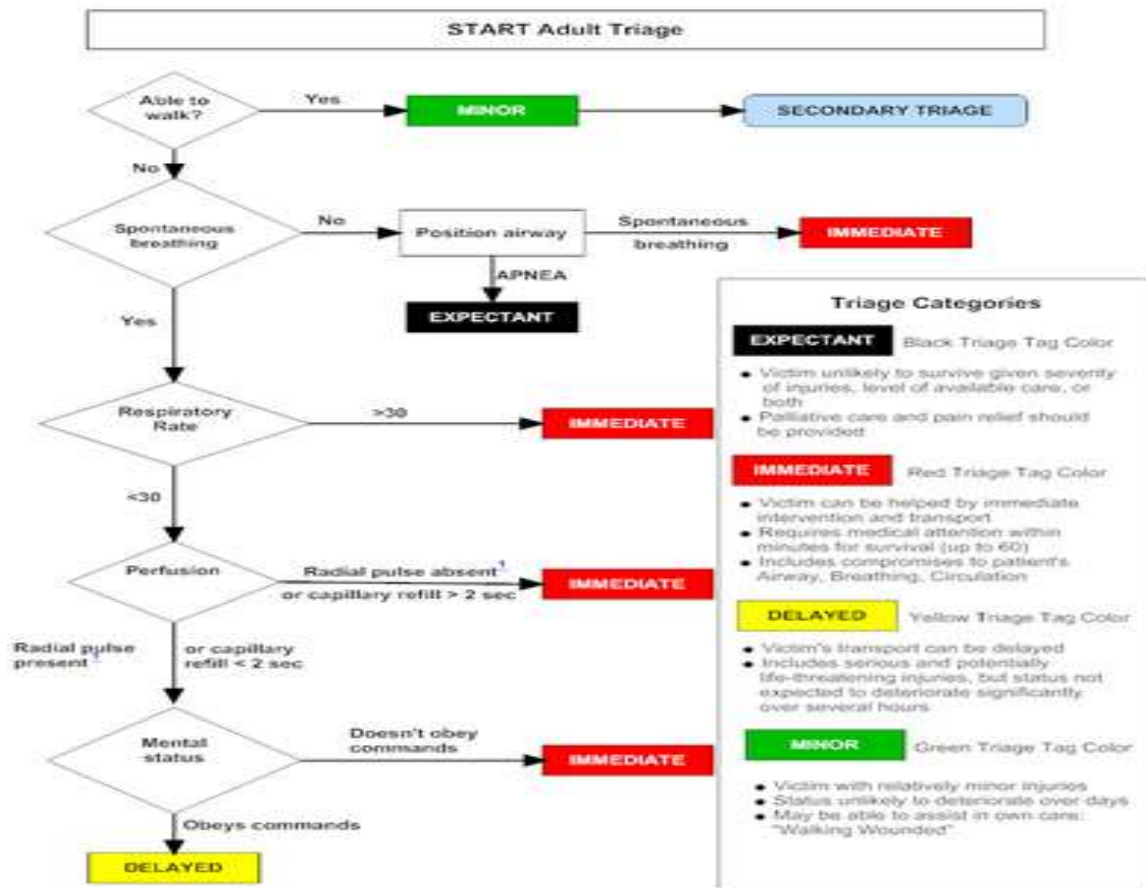 START Adult Triage
Able to
walk?
Yes
MINOR
SECONDARY TRIAGE
No
Spontaneous
breathing
No
Position airway
Spontaneous
breathing
IMMEDIATE
APNEA
EXPECTANT
Yes
Respiratory
Rate
>30
IMMEDIATE
<30
Perfusion
Radial pulse absent¹
or capillary refill > 2 sec
IMMEDIATE
Radial pulse
present¹
or capillary
refill < 2 sec
Mental
status
Doesn't obey
commands
IMMEDIATE
Obeys commands
DELAYED
Triage Categories
EXPECTANT Black Triage Tag Color
• Victim unlikely to survive given severity
of injuries, level of available care, or
both
• Palliative care and pain relief should
be provided
IMMEDIATE Red Triage Tag Color
• Victim can be helped by immediate
intervention and transport
• Requires medical attention within
minutes for survival (up to 60)
• Includes compromises to patient's
Airway, Breathing, Circulation
DELAYED Yellow Triage Tag Color
• Victim's transport can be delayed
• Includes serious and potentially
life-threatening injuries, but status not
expected to deteriorate significantly
over several hours
MINOR Green Triage Tag Color
• Victim with relatively minor injuries
• Status unlikely to deteriorate over days
• May be able to assist in own care:
"Walking Wounded"